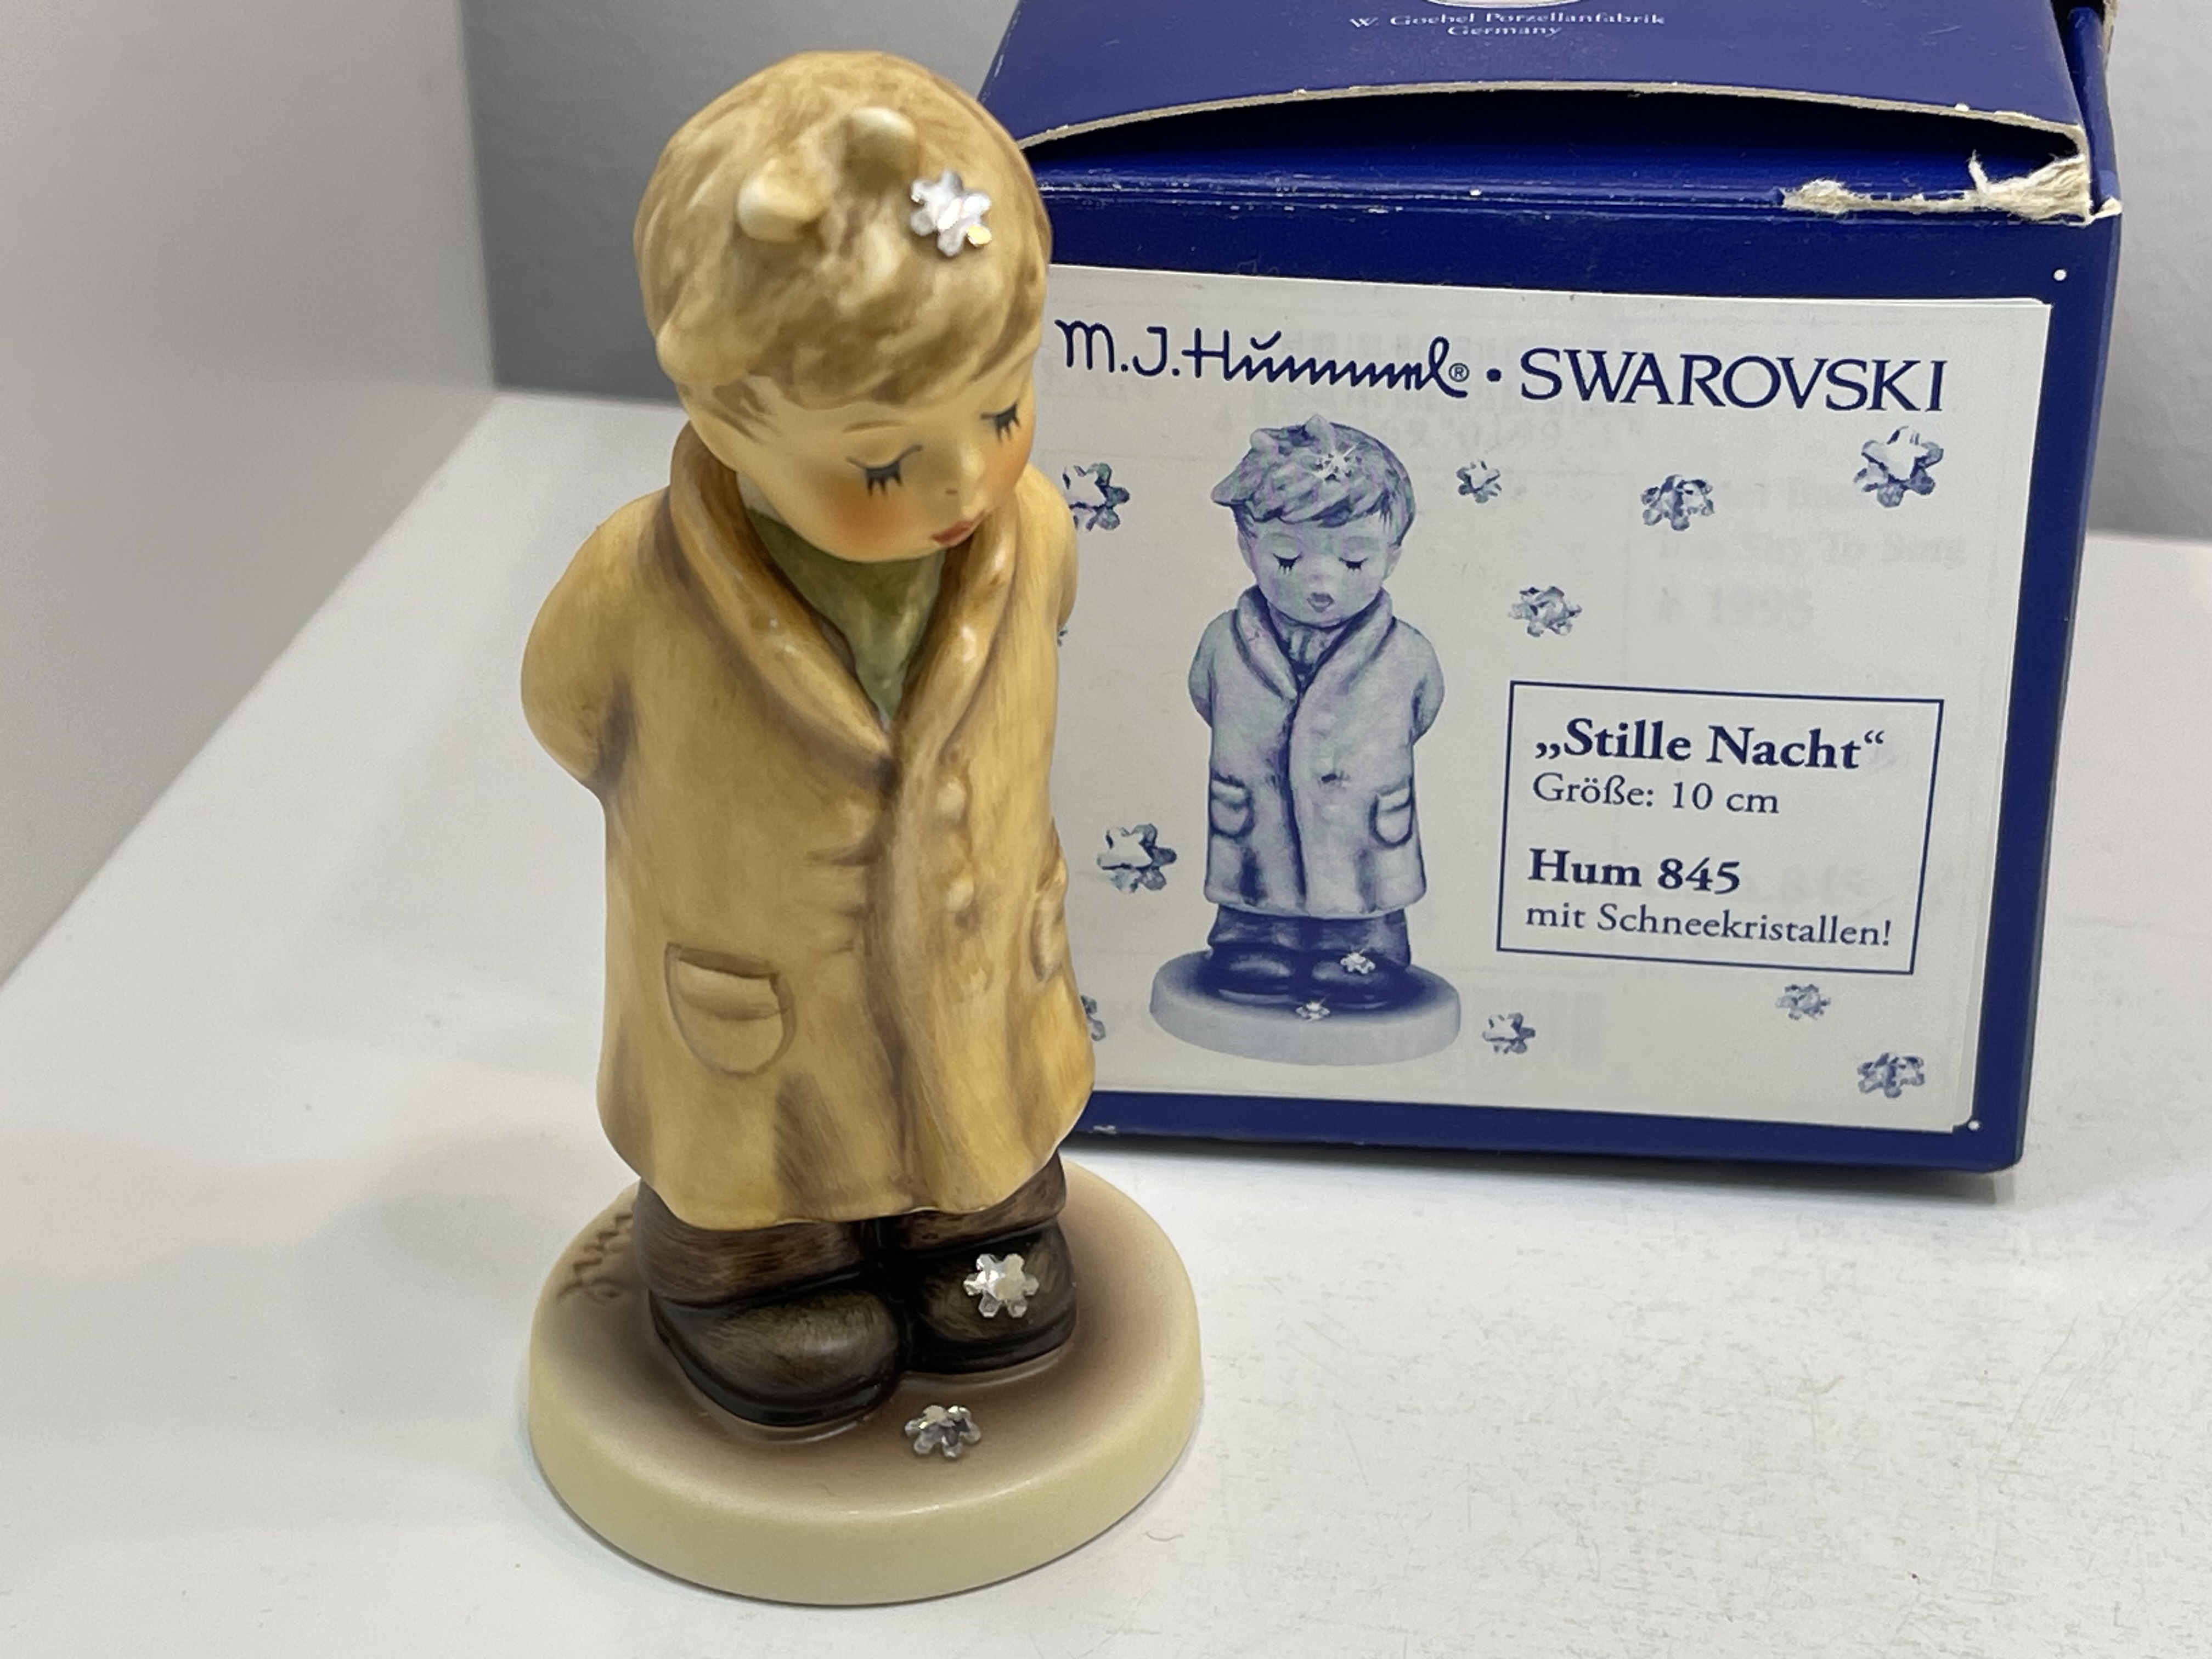 W. Goebel Porzellanfabrik
Germany
M.J.Hummel® • SWAROVSKI
„Stille Nacht“
Größe: 10 cm
Hum 845
mit Schneekristallen!